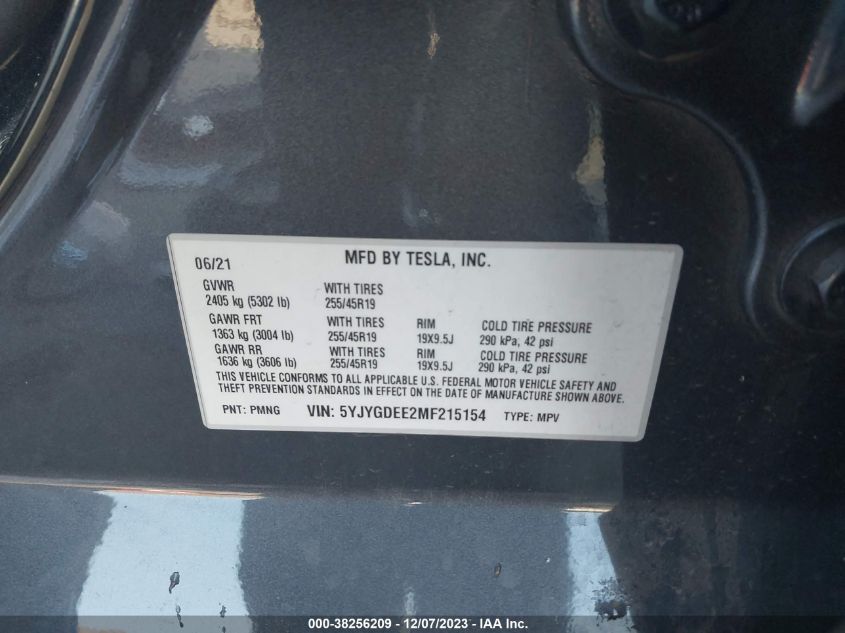 06/21 MFD BY TESLA, INC.
GVWR WITH TIRES
2405 kg (5302 lb) 255/45R19
GAWR FRT WITH TIRES RIM COLD TIRE PRESSURE
1363 kg (3004 lb) 255/45R19 19X9.5J 290 kPa, 42 psi
GAWR RR WITH TIRES RIM COLD TIRE PRESSURE
1636 kg (3606 lb) 255/45R19 19X9.5J 290 kPa, 42 psi
THIS VEHICLE CONFORMS TO ALL APPLICABLE U.S. FEDERAL MOTOR VEHICLE SAFETY AND
THEFT PREVENTION STANDARDS IN EFFECT ON THE DATE OF MANUFACTURE SHOWN ABOVE.
PNT: PMNG VIN: 5YJYGDEE2MF215154 TYPE: MPV
000-38256209 - 12/07/2023 - IAA Inc.